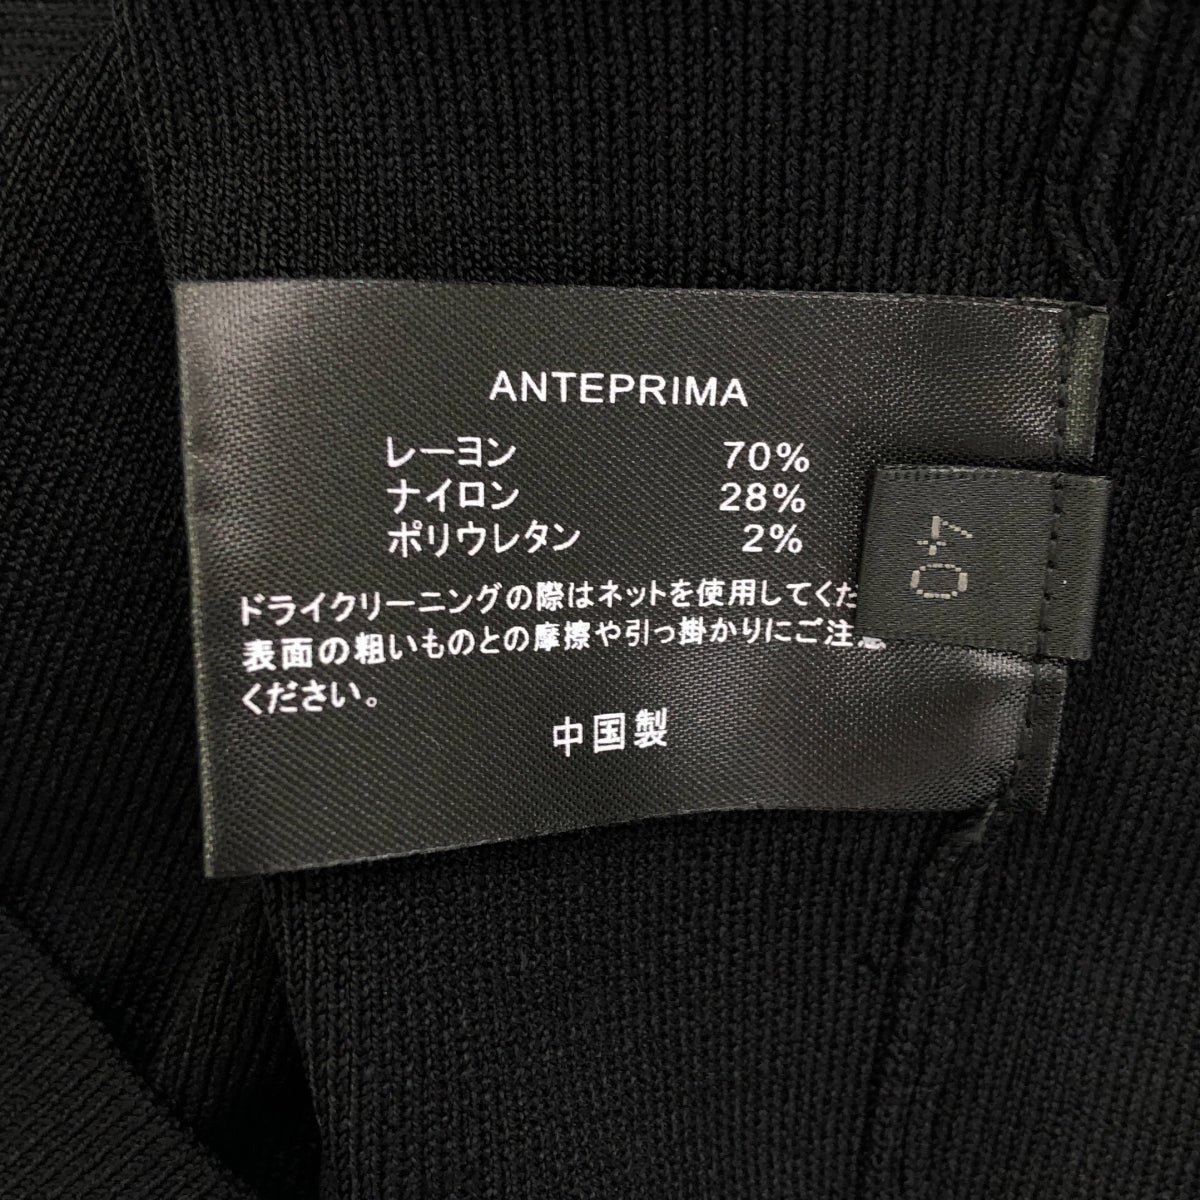 ANTEPRIMA
レーヨン 70%
ナイロン 28%
ポリウレタン 2%
40
ドライクリーニングの際はネットを使用してくだ
表面の粗いものとの摩擦や引っ掛かりにご注
ください。
中国製